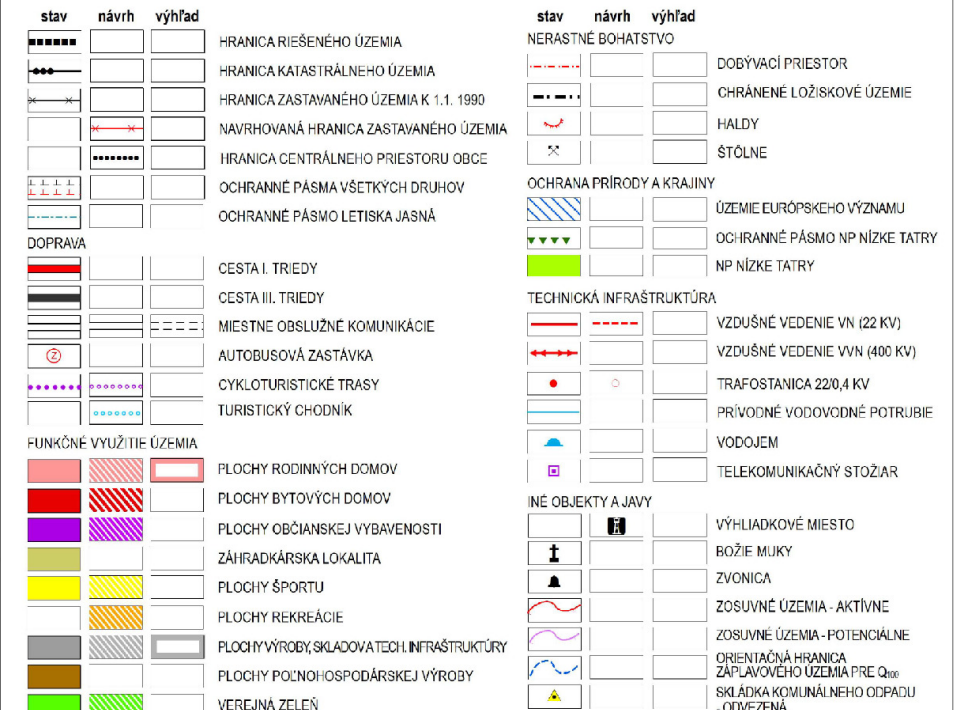 stav návrh výhľad
HRANICA RIEŠENÉHO ÚZEMIA
HRANICA KATASTRÁLNEHO ÚZEMIA
HRANICA ZASTAVANÉHO ÚZEMIA K 1.1. 1990
NAVRHOVANÁ HRANICA ZASTAVANÉHO ÚZEMIA
HRANICA CENTRÁLNEHO PRIESTORU OBCE
OCHRANNÉ PÁSMA VŠETKÝCH DRUHOV
OCHRANNÉ PÁSMO LETISKA JASNÁ
DOPRAVA
CESTA I. TRIEDY
CESTA III. TRIEDY
MIESTNE OBSLUŽNÉ KOMUNIKÁCIE
Z AUTOBUSOVÁ ZASTÁVKA
CYKLOTURISTICKÉ TRASY
TURISTICKÝ CHODNÍK
FUNKČNÉ VYUŽITIE ÚZEMIA
PLOCHY RODINNÝCH DOMOV
PLOCHY BYTOVÝCH DOMOV
PLOCHY OBČIANSKEJ VYBAVENOSTI
ZÁHRADKÁRSKA LOKALITA
PLOCHY ŠPORTU
PLOCHY REKREÁCIE
PLOCHY VÝROBY, SKLADOV A TECH. INFRAŠTRUKTÚRY
PLOCHY POĽNOHOSPODÁRSKEJ VÝROBY
VEREJNÁ ZELEŇ
stav návrh výhľad
NERASTNÉ BOHATSTVO
DOBÝVACÍ PRIESTOR
CHRÁNENÉ LOŽISKOVÉ ÚZEMIE
HALDY
ŠTÔLNE
OCHRANA PRÍRODY A KRAJINY
ÚZEMIE EURÓPSKEHO VÝZNAMU
OCHRANNÉ PÁSMO NP NÍZKE TATRY
NP NÍZKE TATRY
TECHNICKÁ INFRAŠTRUKTÚRA
VZDUŠNÉ VEDENIE VN (22 KV)
VZDUŠNÉ VEDENIE VVN (400 KV)
TRAFOSTANICA 22/0,4 KV
PRÍVODNÉ VODOVODNÉ POTRUBIE
VODOJEM
TELEKOMUNIKAČNÝ STOŽIAR
INÉ OBJEKTY A JAVY
VÝHLIADKOVÉ MIESTO
BOŽIE MUKY
ZVONICA
ZOSUVNÉ ÚZEMIA - AKTÍVNE
ZOSUVNÉ ÚZEMIA - POTENCIÁLNE
ORIENTAČNÁ HRANICA
ZÁPLAVOVÉHO ÚZEMIA PRE Q100
SKLÁDKA KOMUNÁLNEHO ODPADU
- ODVEZENÁ